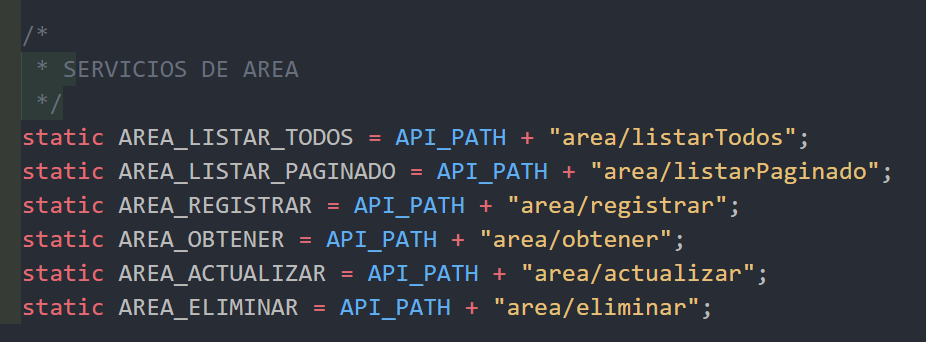 /*
* SERVICIOS DE AREA
*/
static AREA_LISTAR_TODOS = API_PATH + "area/listarTodos";
static AREA_LISTAR_PAGINADO = API_PATH + "area/listarPaginado";
static AREA_REGISTRAR = API_PATH + "area/registrar";
static AREA_OBTENER = API_PATH + "area/obtener";
static AREA_ACTUALIZAR = API_PATH + "area/actualizar";
static AREA_ELIMINAR = API_PATH + "area/eliminar";